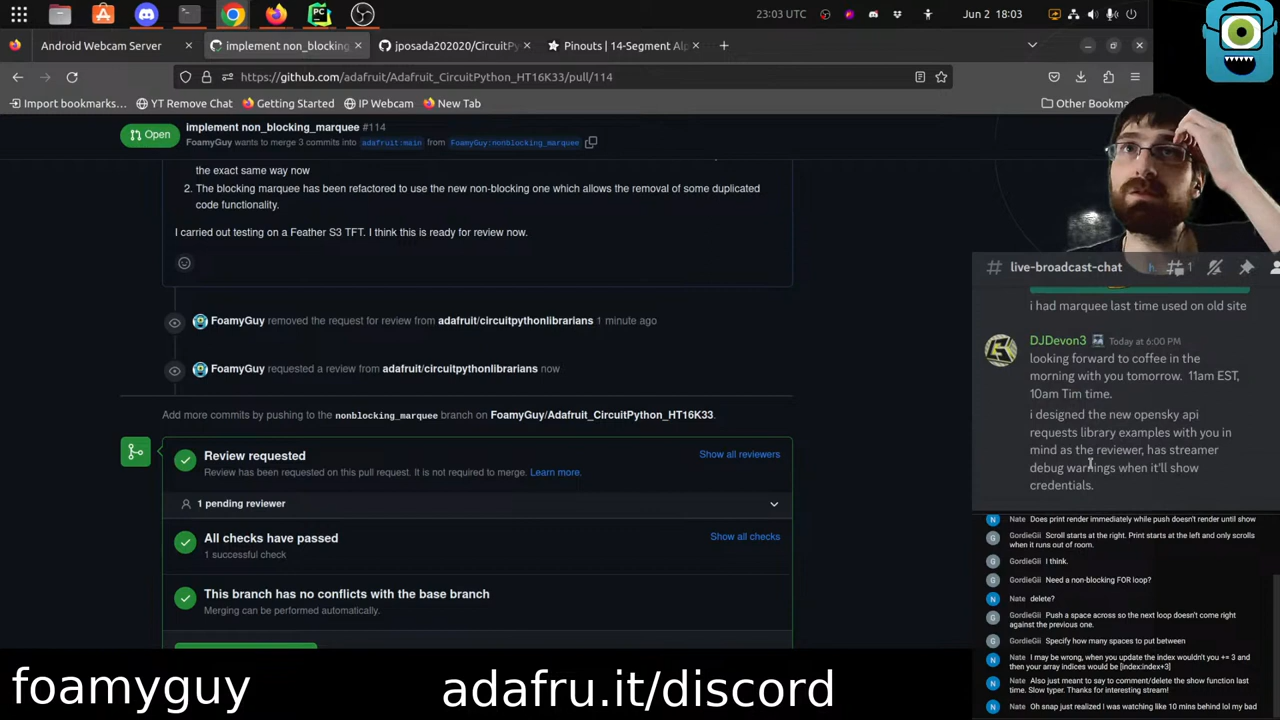 23:03 UTC
Jun 2 18:03
Android Webcam Server
implement non_blocking
jposada202020/CircuitPy
Pinouts | 14-Segment Al
https://github.com/adafruit/Adafruit_CircuitPython_HT16K33/pull/114
Import bookmarks...
YT Remove Chat
Getting Started
IP Webcam
New Tab
Other Bookma
Open
implement non_blocking_marquee #114
FoamyGuy wants to merge 3 commits into adafruit:main from FoamyGuy:nonblocking_marquee
the exact same way now
2. The blocking marquee has been refactored to use the new non-blocking one which allows the removal of some duplicated
code functionality.
I carried out testing on a Feather S3 TFT. I think this is ready for review now.
FoamyGuy removed the request for review from adafruit/circuitpythonlibrarians 1 minute ago
FoamyGuy requested a review from adafruit/circuitpythonlibrarians now
Add more commits by pushing to the nonblocking_marquee branch on FoamyGuy/Adafruit_CircuitPython_HT16K33.
Review requested
Show all reviewers
Review has been requested on this pull request. It is not required to merge. Learn more.
1 pending reviewer
All checks have passed
Show all checks
1 successful check
This branch has no conflicts with the base branch
Merging can be performed automatically.
live-broadcast-chat
h
1
i had marquee last time used on old site
DJDevon3 Today at 6:00 PM
looking forward to coffee in the
morning with you tomorrow. 11am EST,
10am Tim time.
i designed the new opensky api
requests library examples with you in
mind as the reviewer, has streamer
debug warnings when it'll show
credentials.
N Nate Does print render immediately while push doesn't render until show
G GordieGii Scroll starts at the right. Print starts at the left and only scrolls
when it runs out of room.
G GordieGii I think.
G GordieGii Need a non-blocking FOR loop?
N Nate delete?
G GordieGii Push a space across so the next loop doesn't come right
against the previous one.
G GordieGii Specify how many spaces to put between
N Nate I may be wrong, when you update the index wouldn't you += 3 and
then your array indices would be [index:index+3]
N Nate Also just meant to say to comment/delete the show function last
time. Slow typer. Thanks for interesting stream!
N Nate Oh snap just realized I was watching like 10 mins behind lol my bad
foamyguy
adafru.it/discord